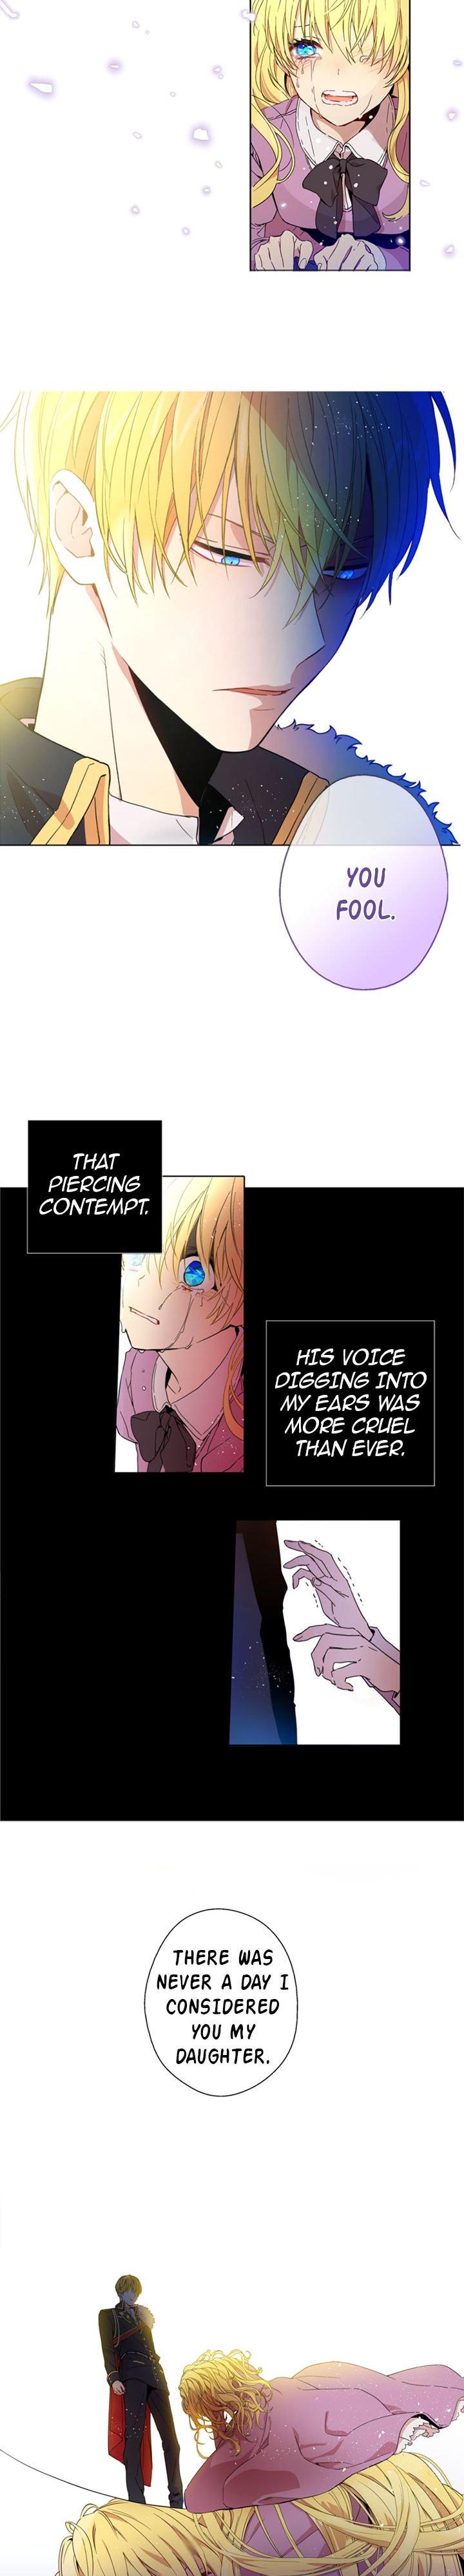 YOU
FOOL.
THAT
PIERCING
CONTEMPT.
HIS VOICE
DIGGING INTO
MY EARS WAS
MORE CRUEL
THAN EVER.
THERE WAS
NEVER A DAY I
CONSIDERED
YOU MY
DAUGHTER.